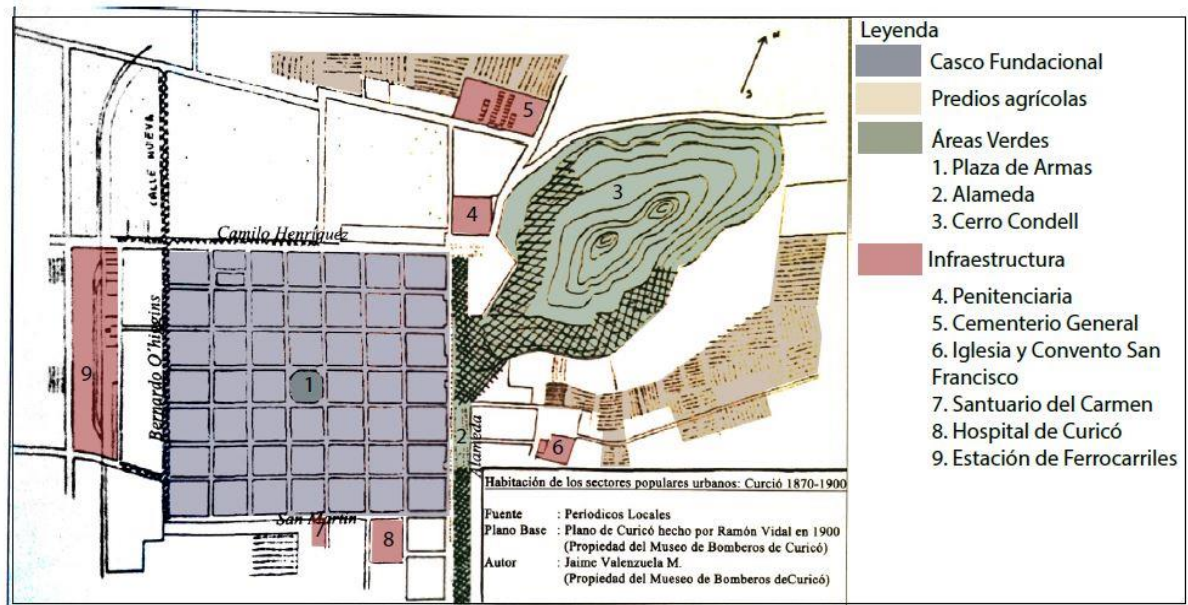 Leyenda
Casco Fundacional
Predios agrícolas
Áreas Verdes
1. Plaza de Armas
2. Alameda
3. Cerro Condell
Infraestructura
4. Penitenciaria
5. Cementerio General
6. Iglesia y Convento San
Francisco
7. Santuario del Carmen
8. Hospital de Curicó
9. Estación de Ferrocarriles
N
S
CALLE NUEVA
5
3
4
Camilo Henríquez
Bernardo O'higgins
9
1
2
Alameda
6
San Martín
7
8
Habitación de los sectores populares urbanos: Curció 1870-1900
Fuente : Periodicos Locales
Plano Base : Plano de Curicó hecho por Ramón Vidal en 1900
(Propiedad del Museo de Bomberos de Curicó)
Autor : Jaime Valenzuela M.
(Propiedad del Mueseo de Bomberos deCuricó)